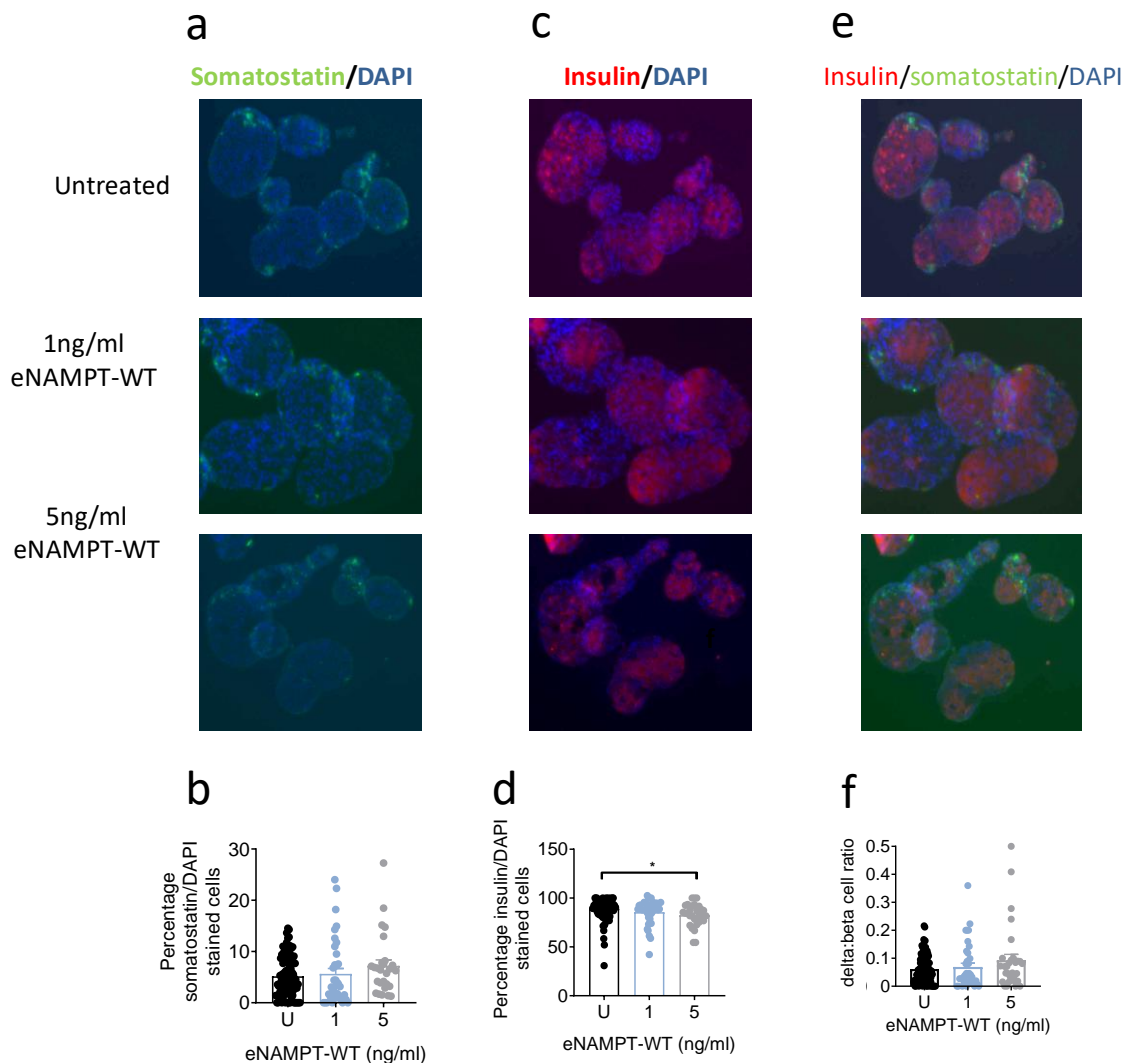 a
c
e
Somatostatin/DAPI
Insulin/DAPI
Insulin/somatostatin/DAPI
Untreated
1ng/ml
eNAMPT-WT
5ng/ml
eNAMPT-WT
b
d
f
Percentage
somatostatin/DAPI
stained cells
30
20
10
0
U
1
5
eNAMPT-WT (ng/ml)
Percentage insulin/DAPI
stained cells
150
100
50
0
*
U
1
5
eNAMPT-WT (ng/ml)
delta:beta cell ratio
0.5
0.4
0.3
0.2
0.1
0
U
1
5
eNAMPT-WT (ng/ml)